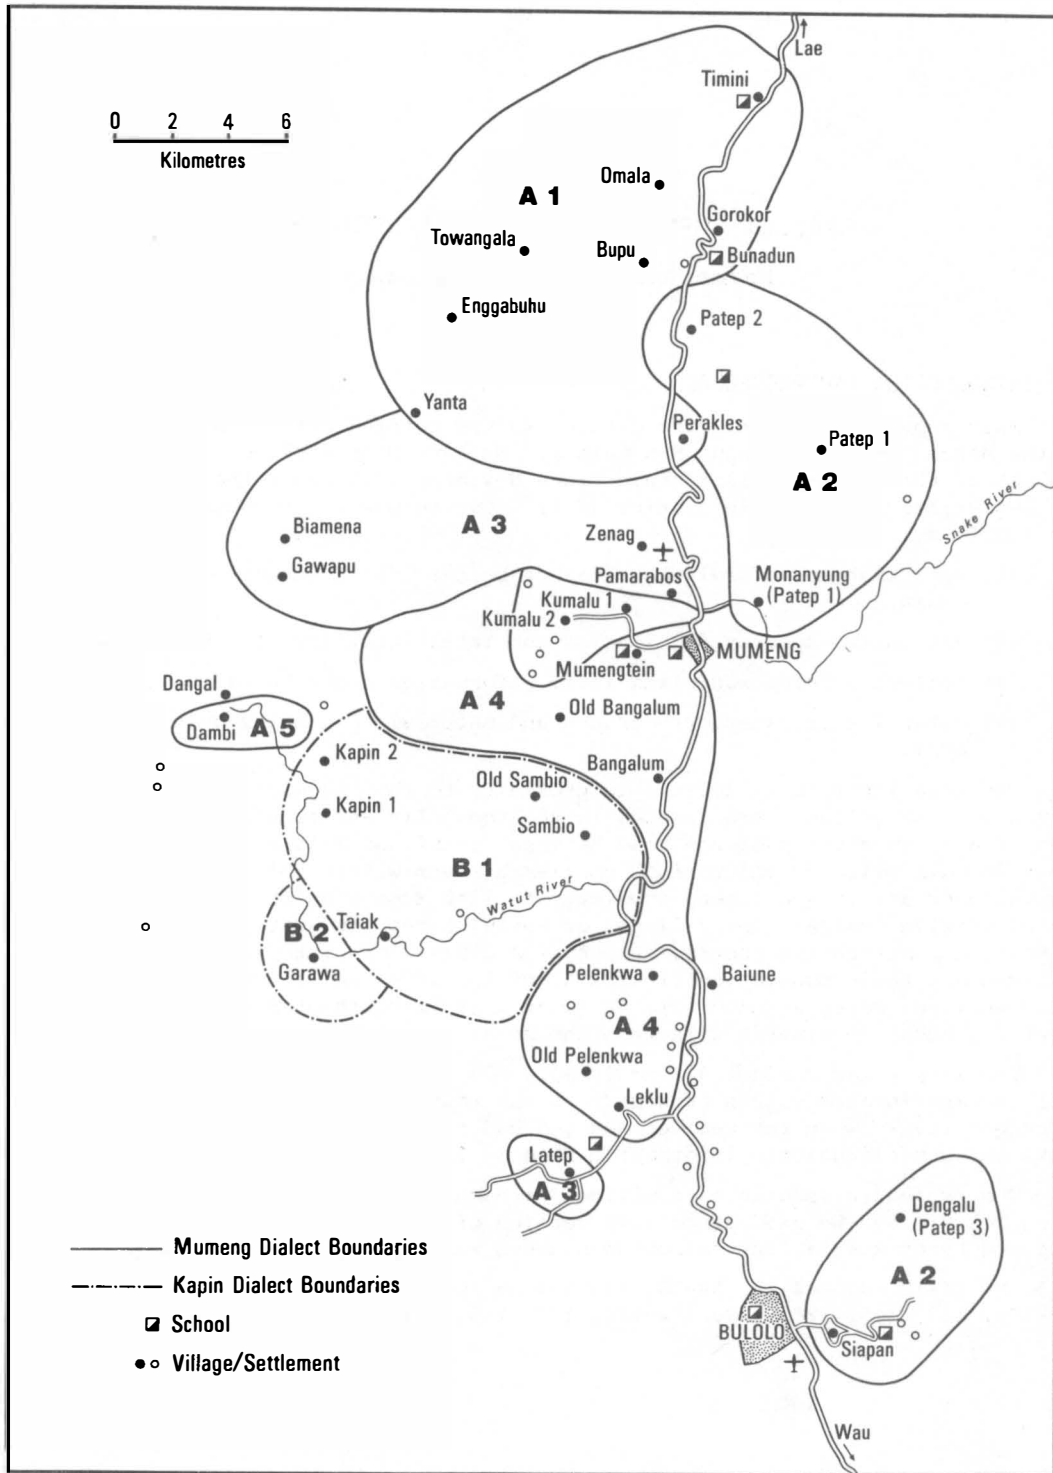 Lae
Timini
0 2 4 6
Kilometres
Omala
A 1
Gorokor
Towangala
Bupu
Bunadun
Enggabuhu
Patep 2
Yanta
Perakles
Patep 1
A 2
Snake River
Biamena
A 3
Zenag
Gawapu
Pamarabos
Monanyung
(Patep 1)
Kumalu 1
Kumalu 2
MUMENG
Mumengtein
Dangal
A 4
Old Bangalum
Dambi
A 5
Kapin 2
Bangalum
Old Sambio
Kapin 1
Sambio
B 1
Watut River
B 2
Taiak
Garawa
Pelenkwa
Baiune
A 4
Old Pelenkwa
Leklu
Latep
A 3
Dengalu
(Patep 3)
A 2
Mumeng Dialect Boundaries
Kapin Dialect Boundaries
School
Village/Settlement
BULOLO
Siapan
Wau